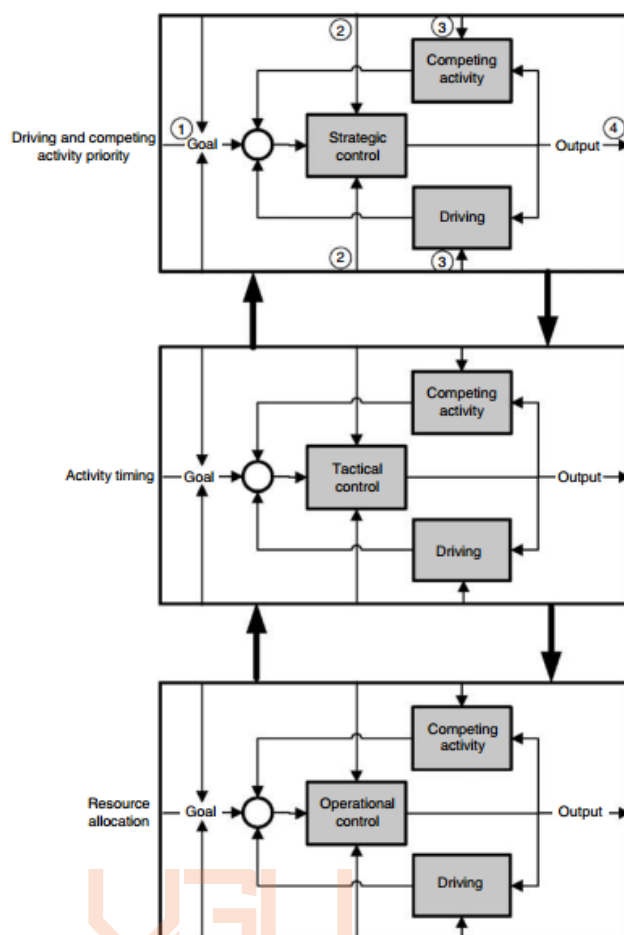 2
3
Competing
activity
1
4
Driving and competing
activity priority
Goal
Strategic
control
Output
Driving
2
3
Competing
activity
Activity timing
Goal
Tactical
control
Output
Driving
Competing
activity
Resource
allocation
Goal
Operational
control
Output
Driving
VGU